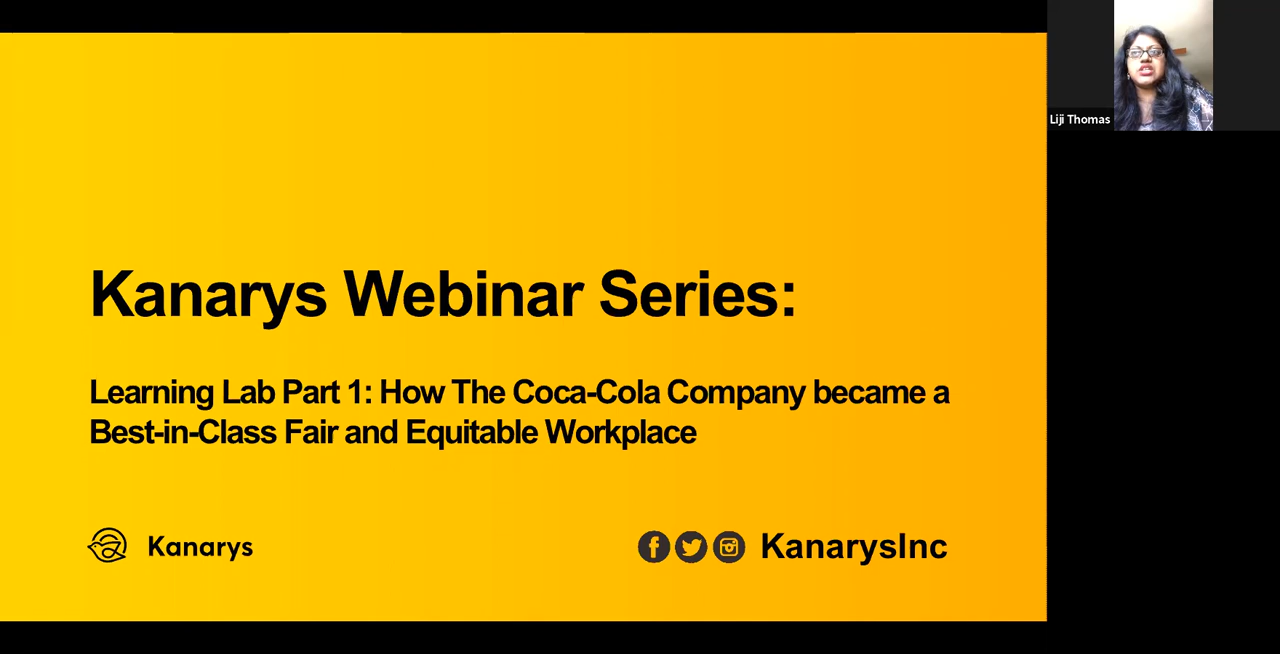 Kanarys Webinar Series:
Learning Lab Part 1: How The Coca-Cola Company became a
Best-in-Class Fair and Equitable Workplace
Kanarys
KanarysInc
Liji Thomas